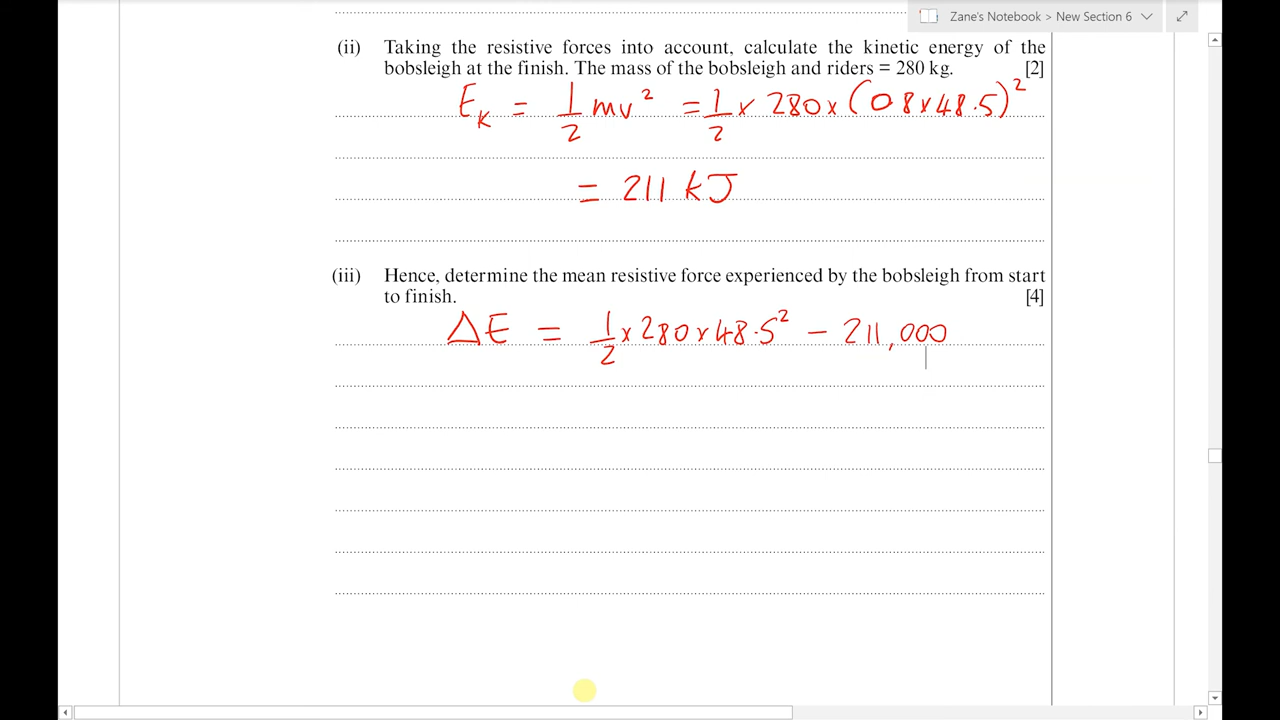 Zane's Notebook > New Section 6
(ii) Taking the resistive forces into account, calculate the kinetic energy of the
bobsleigh at the finish. The mass of the bobsleigh and riders = 280 kg. [2]
E_K = 1/2 mv² = 1/2 × 280 × (0.8 × 48.5)²
= 211 kJ
(iii) Hence, determine the mean resistive force experienced by the bobsleigh from start
to finish. [4]
ΔE = 1/2 × 280 × 48.5² − 211,000